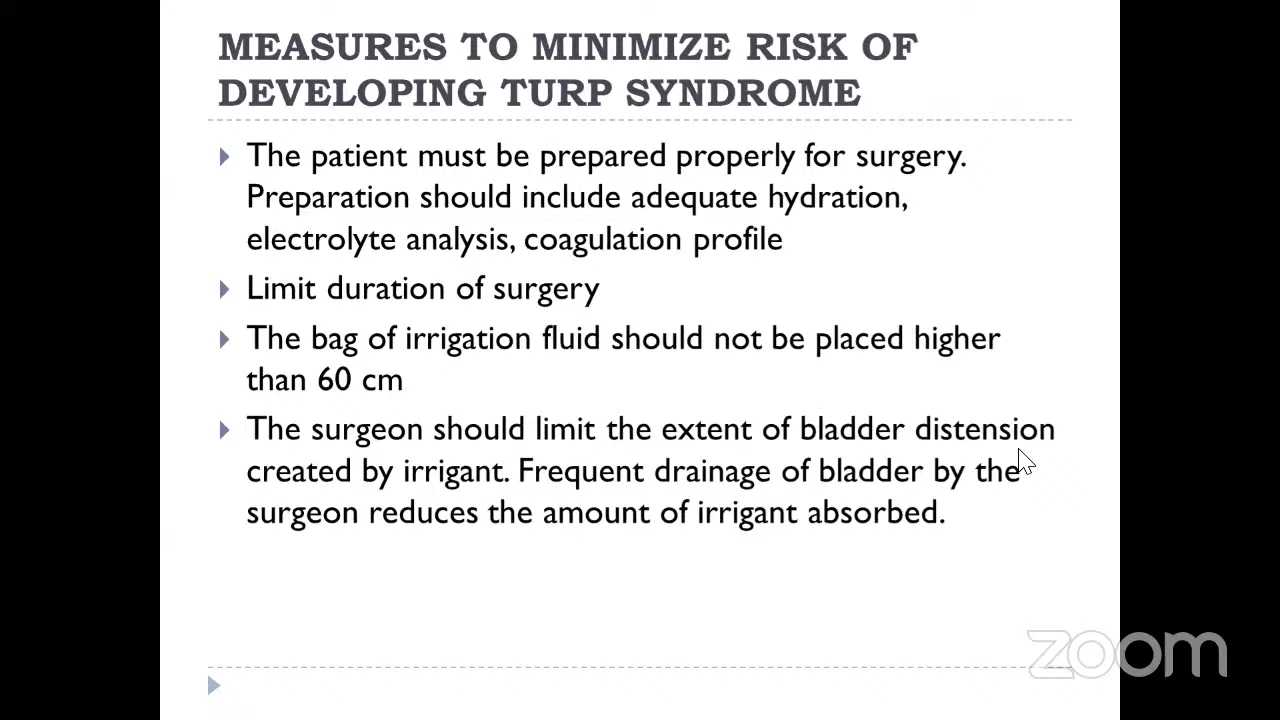 MEASURES TO MINIMIZE RISK OF
DEVELOPING TURP SYNDROME
The patient must be prepared properly for surgery.
Preparation should include adequate hydration,
electrolyte analysis, coagulation profile
Limit duration of surgery
The bag of irrigation fluid should not be placed higher
than 60 cm
The surgeon should limit the extent of bladder distension
created by irrigant. Frequent drainage of bladder by the
surgeon reduces the amount of irrigant absorbed.
zoom